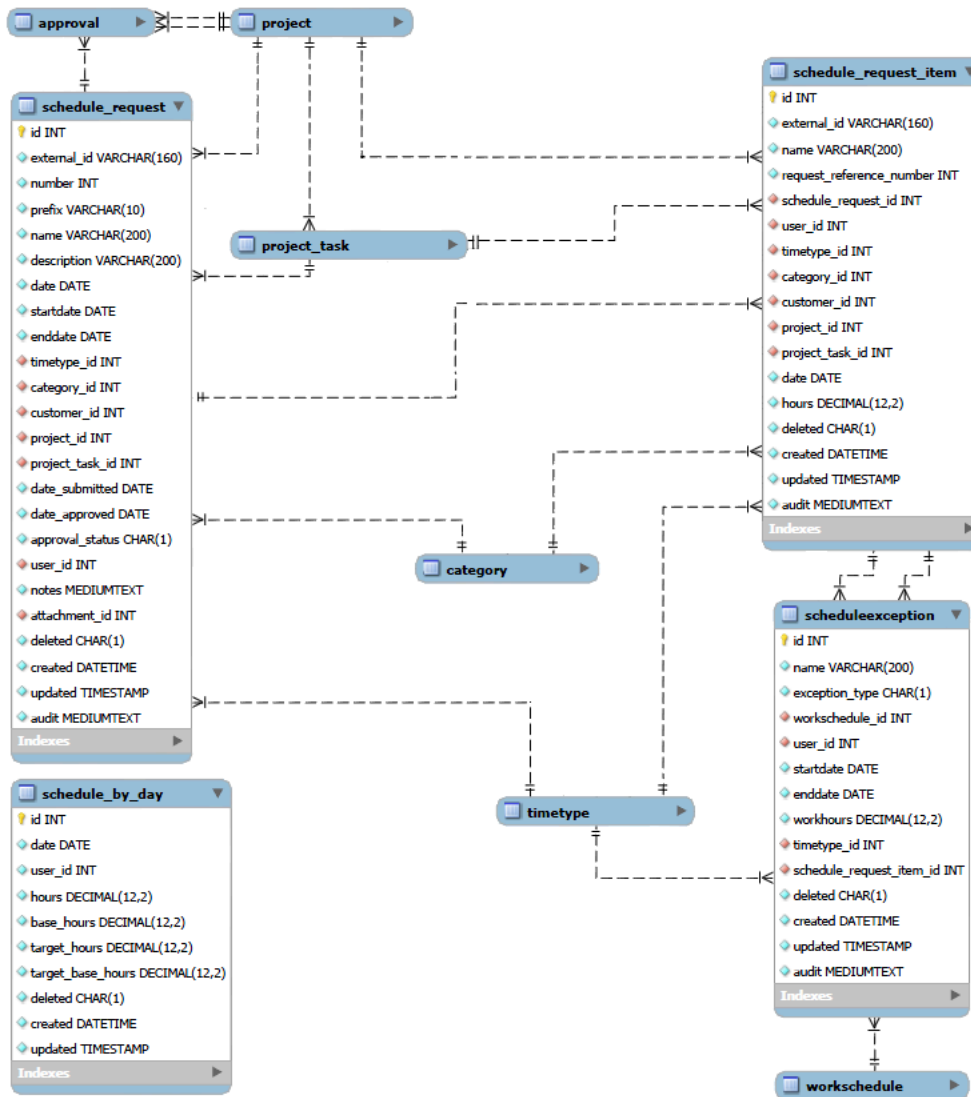 approval
project
schedule_request
id INT
external_id VARCHAR(160)
number INT
prefix VARCHAR(10)
name VARCHAR(200)
description VARCHAR(200)
date DATE
startdate DATE
enddate DATE
timetype_id INT
category_id INT
customer_id INT
project_id INT
project_task_id INT
date_submitted DATE
date_approved DATE
approval_status CHAR(1)
user_id INT
notes MEDIUMTEXT
attachment_id INT
deleted CHAR(1)
created DATETIME
updated TIMESTAMP
audit MEDIUMTEXT
Indexes
project_task
category
timetype
schedule_request_item
id INT
external_id VARCHAR(160)
name VARCHAR(200)
request_reference_number INT
schedule_request_id INT
user_id INT
timetype_id INT
category_id INT
customer_id INT
project_id INT
project_task_id INT
date DATE
hours DECIMAL(12,2)
deleted CHAR(1)
created DATETIME
updated TIMESTAMP
audit MEDIUMTEXT
Indexes
scheduleexception
id INT
name VARCHAR(200)
exception_type CHAR(1)
workschedule_id INT
user_id INT
startdate DATE
enddate DATE
workhours DECIMAL(12,2)
timetype_id INT
schedule_request_item_id INT
deleted CHAR(1)
created DATETIME
updated TIMESTAMP
audit MEDIUMTEXT
Indexes
schedule_by_day
id INT
date DATE
user_id INT
hours DECIMAL(12,2)
base_hours DECIMAL(12,2)
target_hours DECIMAL(12,2)
target_base_hours DECIMAL(12,2)
deleted CHAR(1)
created DATETIME
updated TIMESTAMP
Indexes
workschedule